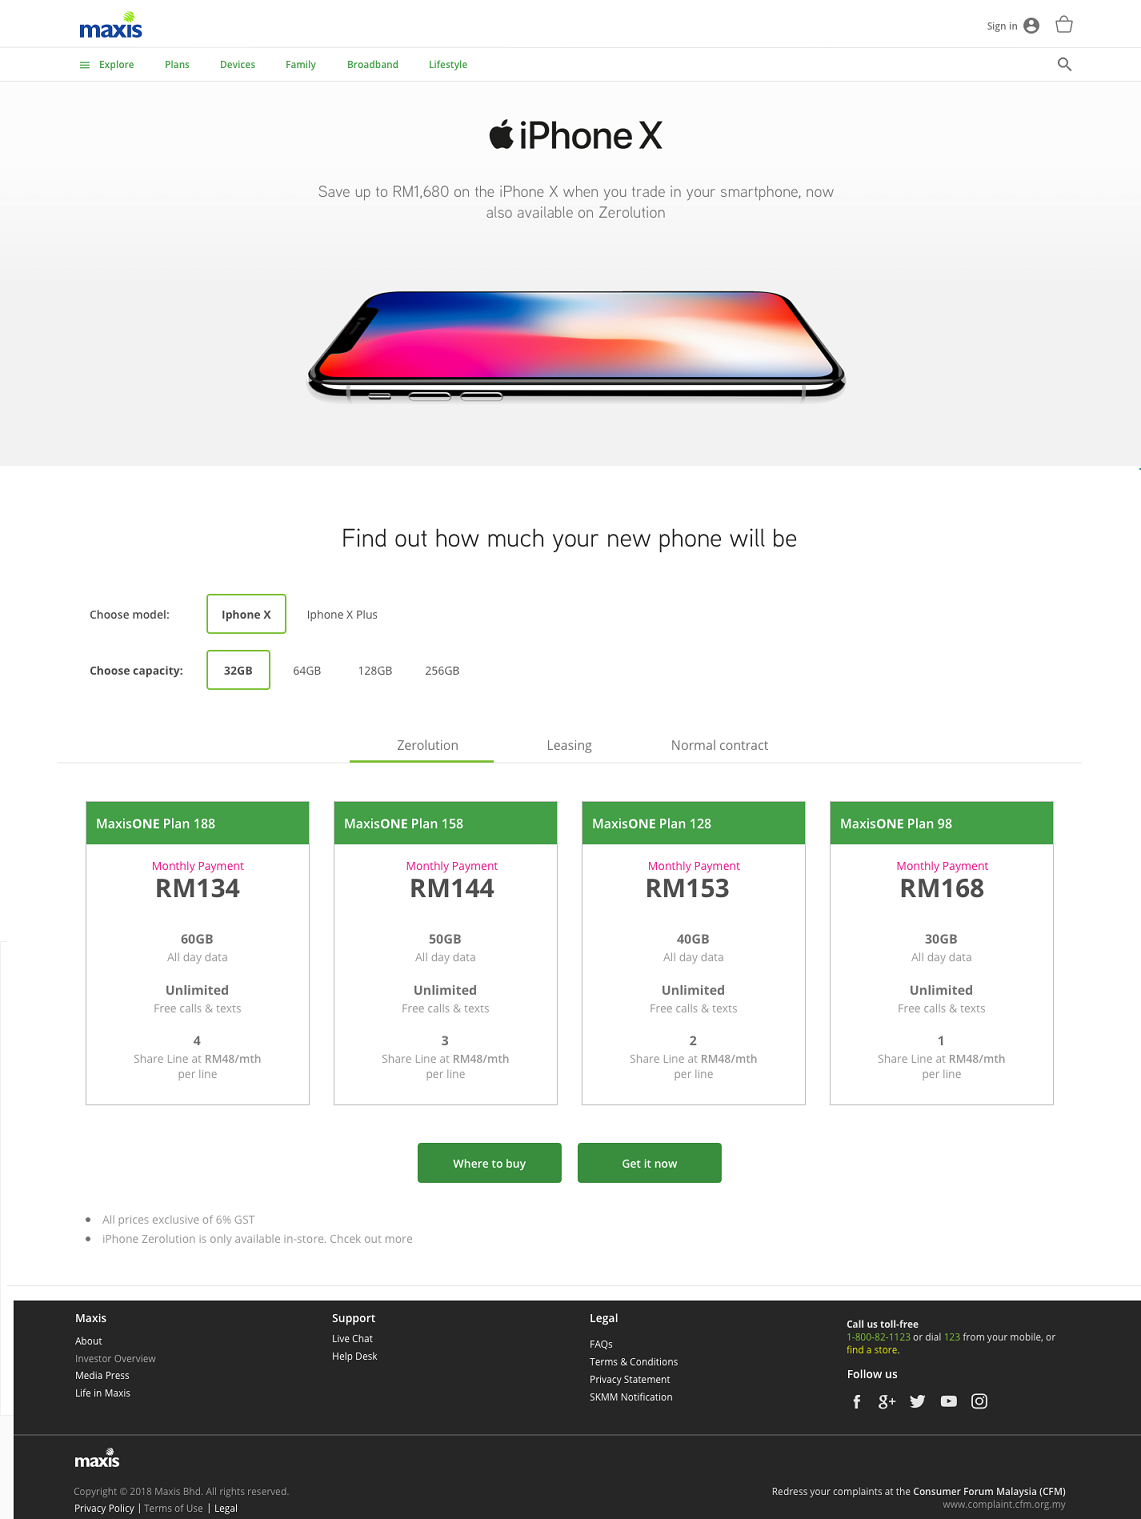 maxis
Sign in
Explore
Plans
Devices
Family
Broadband
Lifestyle
iPhone X
Save up to RM1,680 on the iPhone X when you trade in your smartphone, now
also available on Zerolution
Find out how much your new phone will be
Choose model:
Iphone X
Iphone X Plus
Choose capacity:
32GB
64GB
128GB
256GB
Zerolution
Leasing
Normal contract
MaxisONE Plan 188
Monthly Payment
RM134
60GB
All day data
Unlimited
Free calls & texts
4
Share Line at RM48/mth
per line
MaxisONE Plan 158
Monthly Payment
RM144
50GB
All day data
Unlimited
Free calls & texts
3
Share Line at RM48/mth
per line
MaxisONE Plan 128
Monthly Payment
RM153
40GB
All day data
Unlimited
Free calls & texts
2
Share Line at RM48/mth
per line
MaxisONE Plan 98
Monthly Payment
RM168
30GB
All day data
Unlimited
Free calls & texts
1
Share Line at RM48/mth
per line
Where to buy
Get it now
All prices exclusive of 6% GST
iPhone Zerolution is only available in-store. Chcek out more
Maxis
About
Investor Overview
Media Press
Life in Maxis
Support
Live Chat
Help Desk
Legal
FAQs
Terms & Conditions
Privacy Statement
SKMM Notification
Call us toll-free
1-800-82-1123 or dial 123 from your mobile, or
find a store.
Follow us
maxis
Copyright © 2018 Maxis Bhd. All rights reserved.
Privacy Policy | Terms of Use | Legal
Redress your complaints at the Consumer Forum Malaysia (CFM)
www.complaint.cfm.org.my